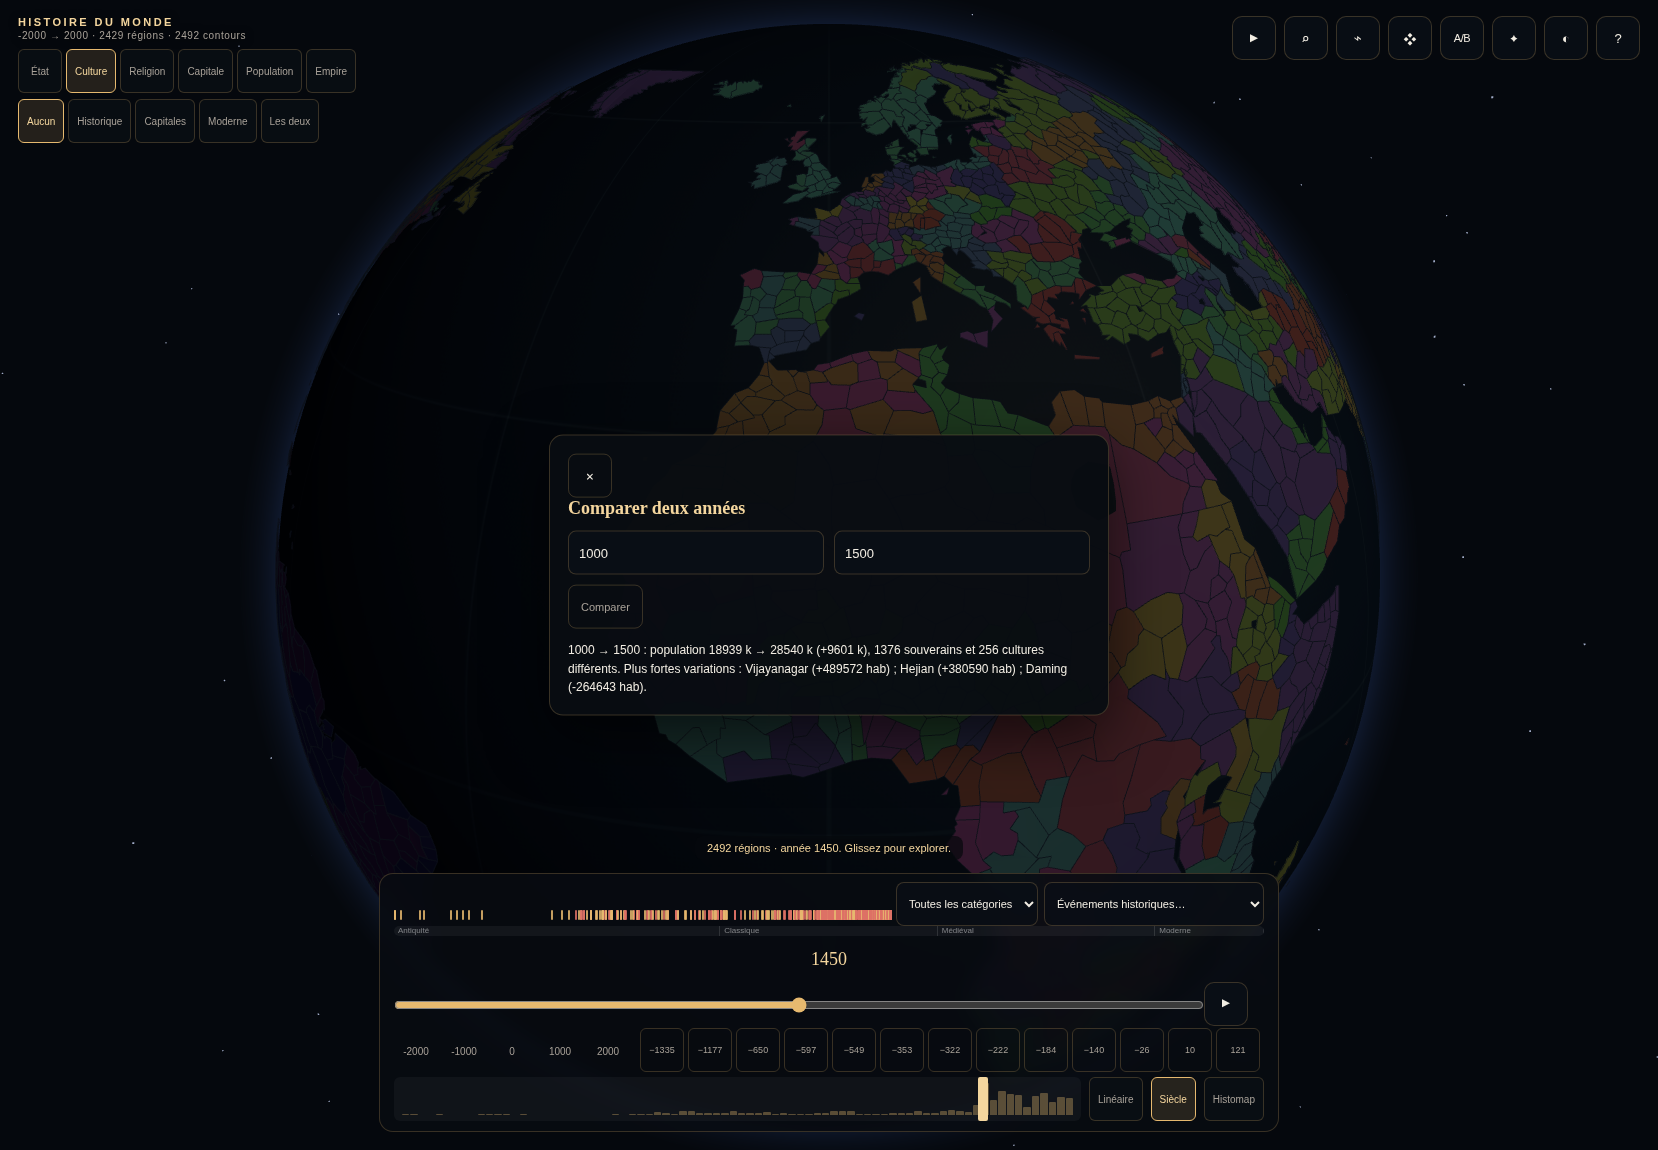 HISTOIRE DU MONDE
-2000 → 2000 · 2429 régions · 2492 contours
État Culture Religion Capitale Population Empire
Aucun Historique Capitales Moderne Les deux
A/B ?
×
Comparer deux années
1000 1500
Comparer
1000 → 1500 : population 18939 k → 28540 k (+9601 k), 1376 souverains et 256 cultures
différents. Plus fortes variations : Vijayanagar (+489572 hab) ; Hejian (+380590 hab) ; Daming
(-264643 hab).
2492 régions · année 1450. Glissez pour explorer.
Toutes les catégories Événements historiques…
Antiquité Classique Médiéval Moderne
1450
-2000 -1000 0 1000 2000 −1335 −1177 −650 −597 −549 −353 −322 −222 −184 −140 −26 10 121
Linéaire Siècle Histomap